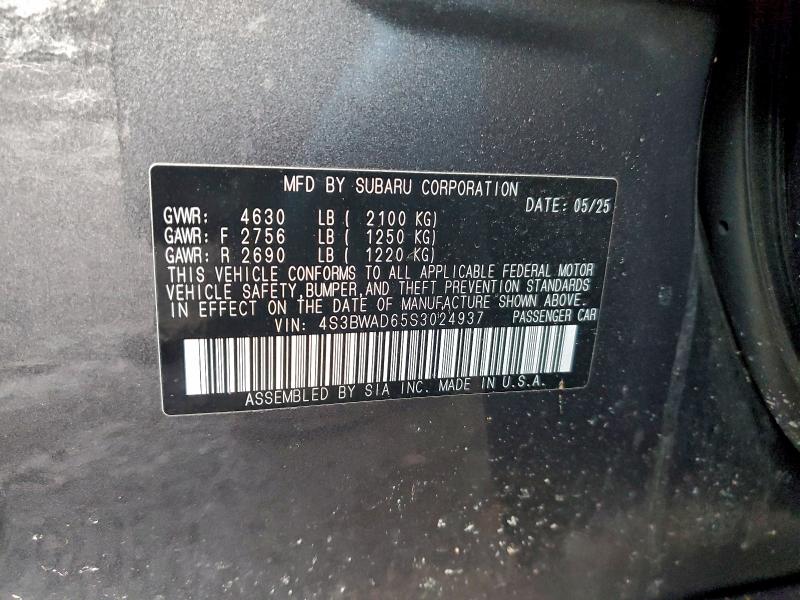 MFD BY SUBARU CORPORATION
DATE: 05/25
GVWR: 4630 LB ( 2100 KG)
GAWR: F 2756 LB ( 1250 KG)
GAWR: R 2690 LB ( 1220 KG)
THIS VEHICLE CONFORMS TO ALL APPLICABLE FEDERAL MOTOR
VEHICLE SAFETY,BUMPER,AND THEFT PREVENTION STANDARDS
IN EFFECT ON THE DATE OF MANUFACTURE SHOWN ABOVE.
VIN: 4S3BWAD65S3024937 PASSENGER CAR
ASSEMBLED BY SIA INC. MADE IN U.S.A.